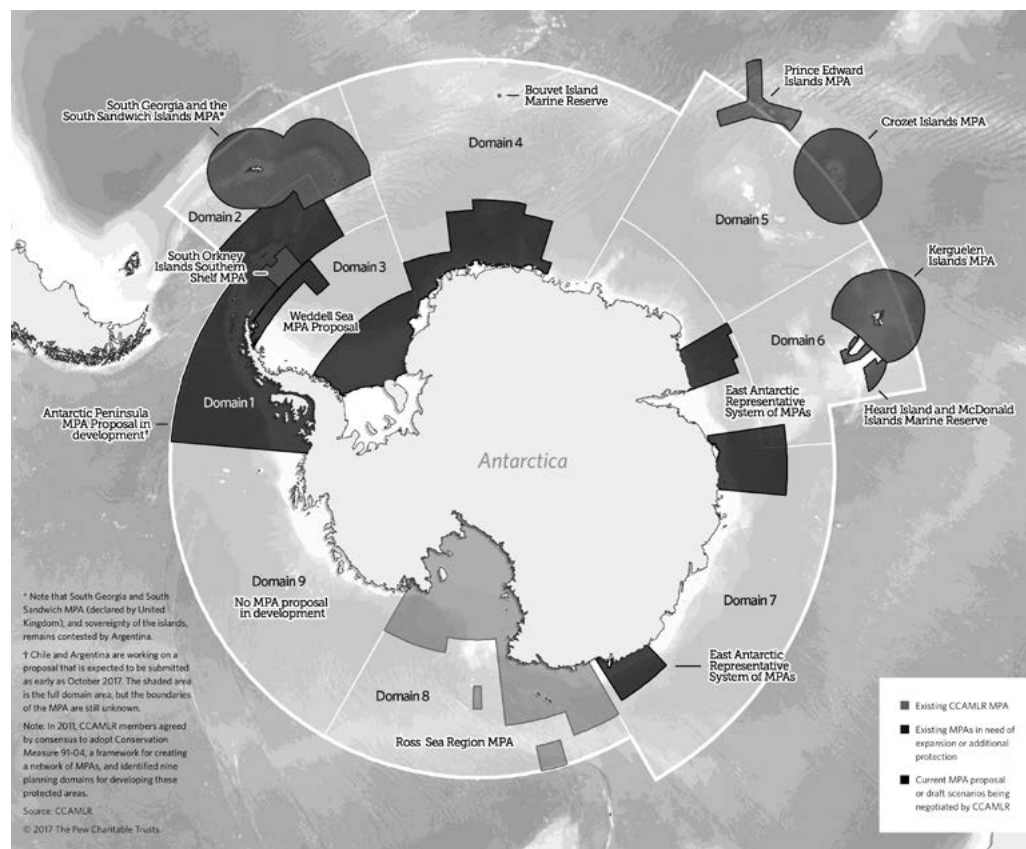 South Georgia and the
South Sandwich Islands MPA*
Bouvet Island
Marine Reserve
Prince Edward
Islands MPA
Crozet Islands MPA
Domain 4
Domain 2
Domain 5
South Orkney
Islands Southern
Shelf MPA
Domain 3
Kerguelen
Islands MPA
Weddell Sea
MPA Proposal
Domain 6
Domain 1
Antarctic Peninsula
MPA Proposal in
development†
East Antarctic
Representative
System of MPAs
Heard Island and McDonald
Islands Marine Reserve
Antarctica
Domain 9
No MPA proposal
in development
Domain 7
East Antarctic
Representative
System of MPAs
Domain 8
Ross Sea Region MPA
* Note that South Georgia and South
Sandwich MPA (declared by United
Kingdom), and sovereignty of the islands,
remains contested by Argentina.
† Chile and Argentina are working on a
proposal that is expected to be submitted
as early as October 2017. The shaded area
is the full domain area, but the boundaries
of the MPA are still unknown.
Note: In 2011, CCAMLR members agreed
by consensus to adopt Conservation
Measure 91-04, a framework for creating
a network of MPAs, and identified nine
planning domains for developing these
protected areas.
Source: CCAMLR
© 2017 The Pew Charitable Trusts
Existing CCAMLR MPA
Existing MPAs in need of
expansion or additional
protection
Current MPA proposal
or draft scenarios being
negotiated by CCAMLR